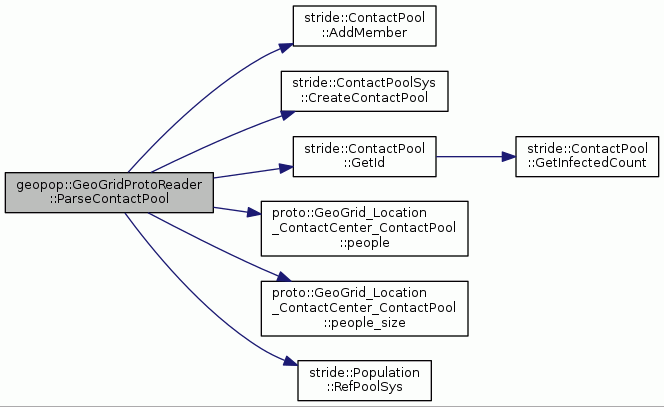 stride::ContactPool
::AddMember
stride::ContactPoolSys
::CreateContactPool
stride::ContactPool
::GetId
stride::ContactPool
::GetInfectedCount
geopop::GeoGridProtoReader
::ParseContactPool
proto::GeoGrid_Location
_ContactCenter_ContactPool
::people
proto::GeoGrid_Location
_ContactCenter_ContactPool
::people_size
stride::Population
::RefPoolSys